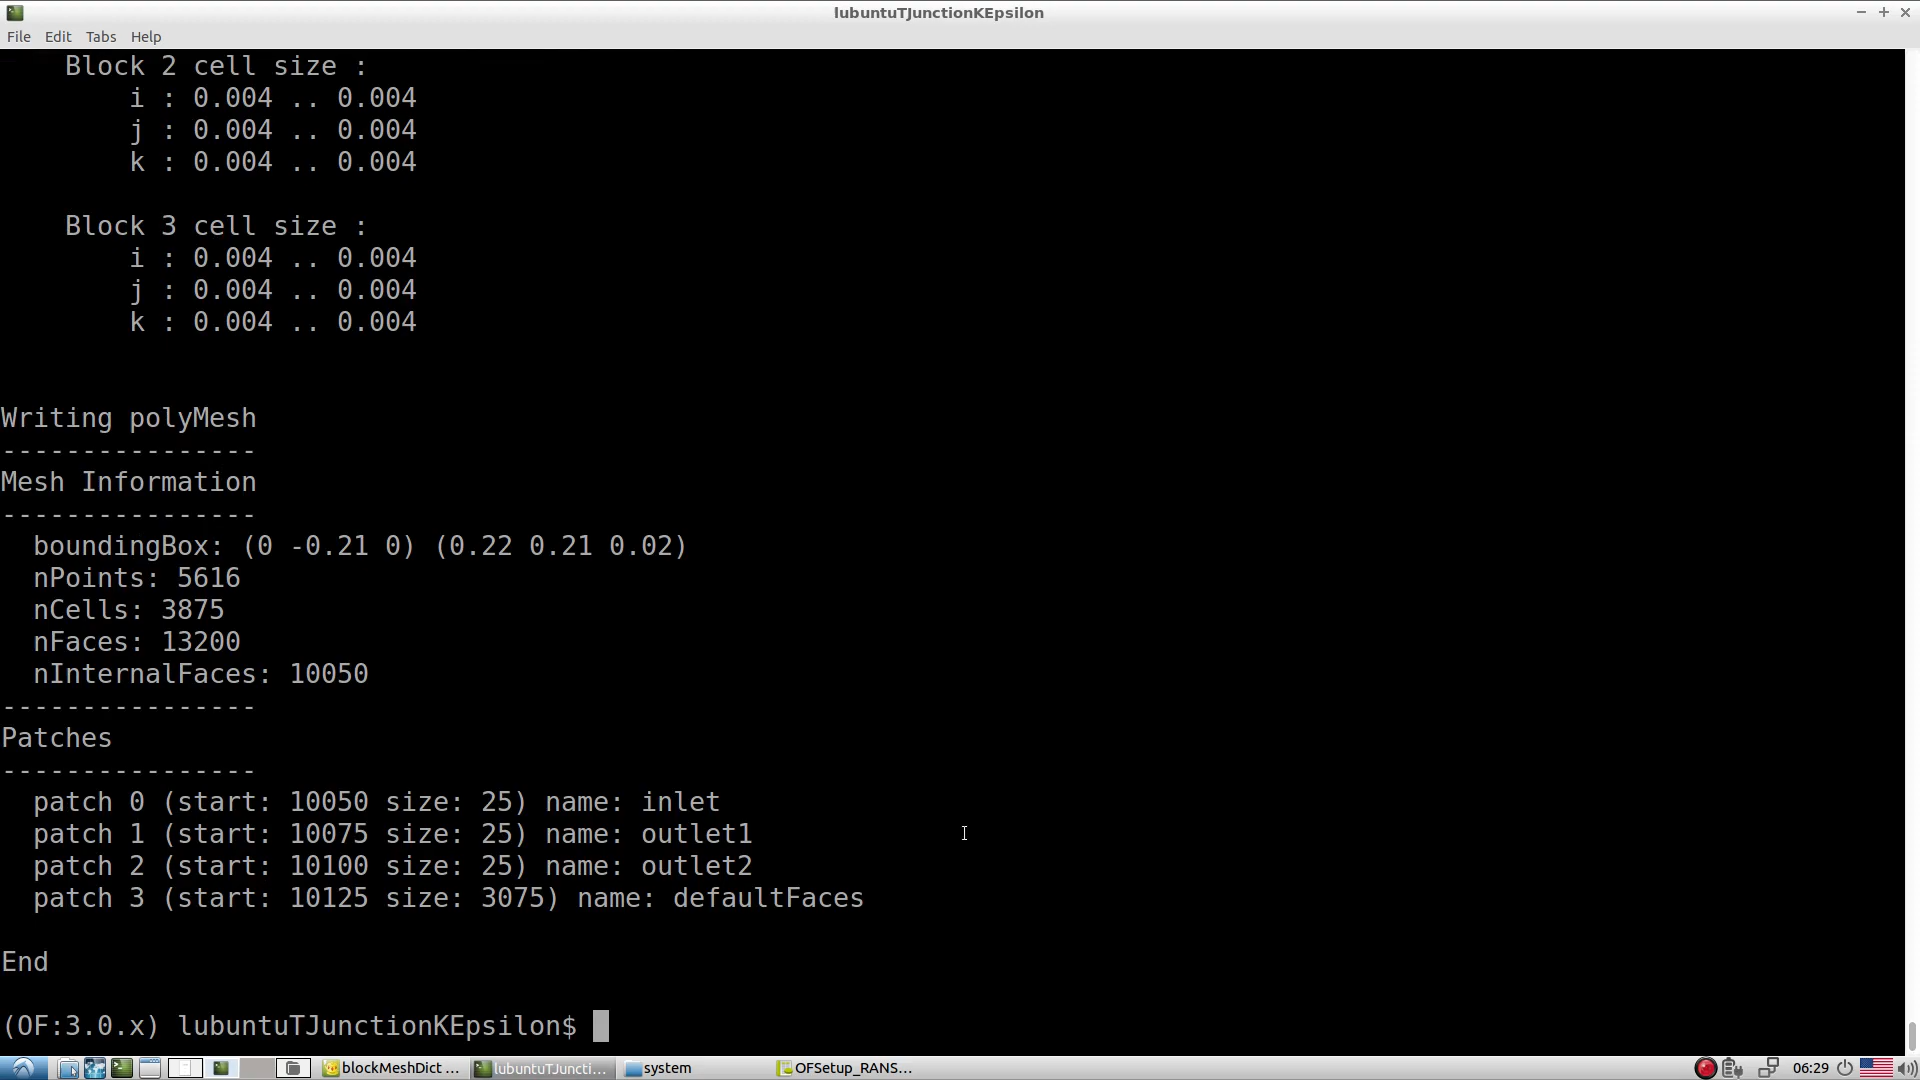 lubuntuTJunctionKEpsilon
File Edit Tabs Help
Block 2 cell size :
i : 0.004 .. 0.004
j : 0.004 .. 0.004
k : 0.004 .. 0.004
Block 3 cell size :
i : 0.004 .. 0.004
j : 0.004 .. 0.004
k : 0.004 .. 0.004
Writing polyMesh
----------------
Mesh Information
----------------
boundingBox: (0 -0.21 0) (0.22 0.21 0.02)
nPoints: 5616
nCells: 3875
nFaces: 13200
nInternalFaces: 10050
----------------
Patches
----------------
patch 0 (start: 10050 size: 25) name: inlet
patch 1 (start: 10075 size: 25) name: outlet1
patch 2 (start: 10100 size: 25) name: outlet2
patch 3 (start: 10125 size: 3075) name: defaultFaces
End
(OF:3.0.x) lubuntuTJunctionKEpsilon$
blockMeshDict ... lubuntuTJuncti... system OFSetup_RANS... 06:29